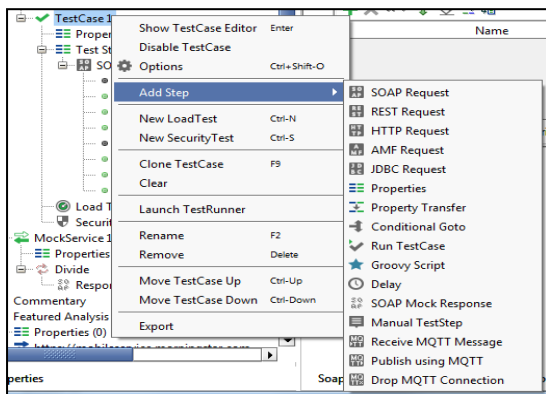 TestCase 1
Name
Show TestCase Editor Enter
Disable TestCase
Options Ctrl+Shift-O
Add Step
New LoadTest Ctrl-N
New SecurityTest Ctrl-S
Clone TestCase F9
Clear
Launch TestRunner
Rename F2
Remove Delete
Move TestCase Up Ctrl-Up
Move TestCase Down Ctrl-Down
Export
SOAP Request
REST Request
HTTP Request
AMF Request
JDBC Request
Properties
Property Transfer
Conditional Goto
Run TestCase
Groovy Script
Delay
SOAP Mock Response
Manual TestStep
Receive MQTT Message
Publish using MQTT
Drop MQTT Connection
Proper
Test St
SO
Load T
Securit
MockService 1
Properties
Divide
Respor
Commentary
Featured Analysis
Properties (0)
perties
Soap